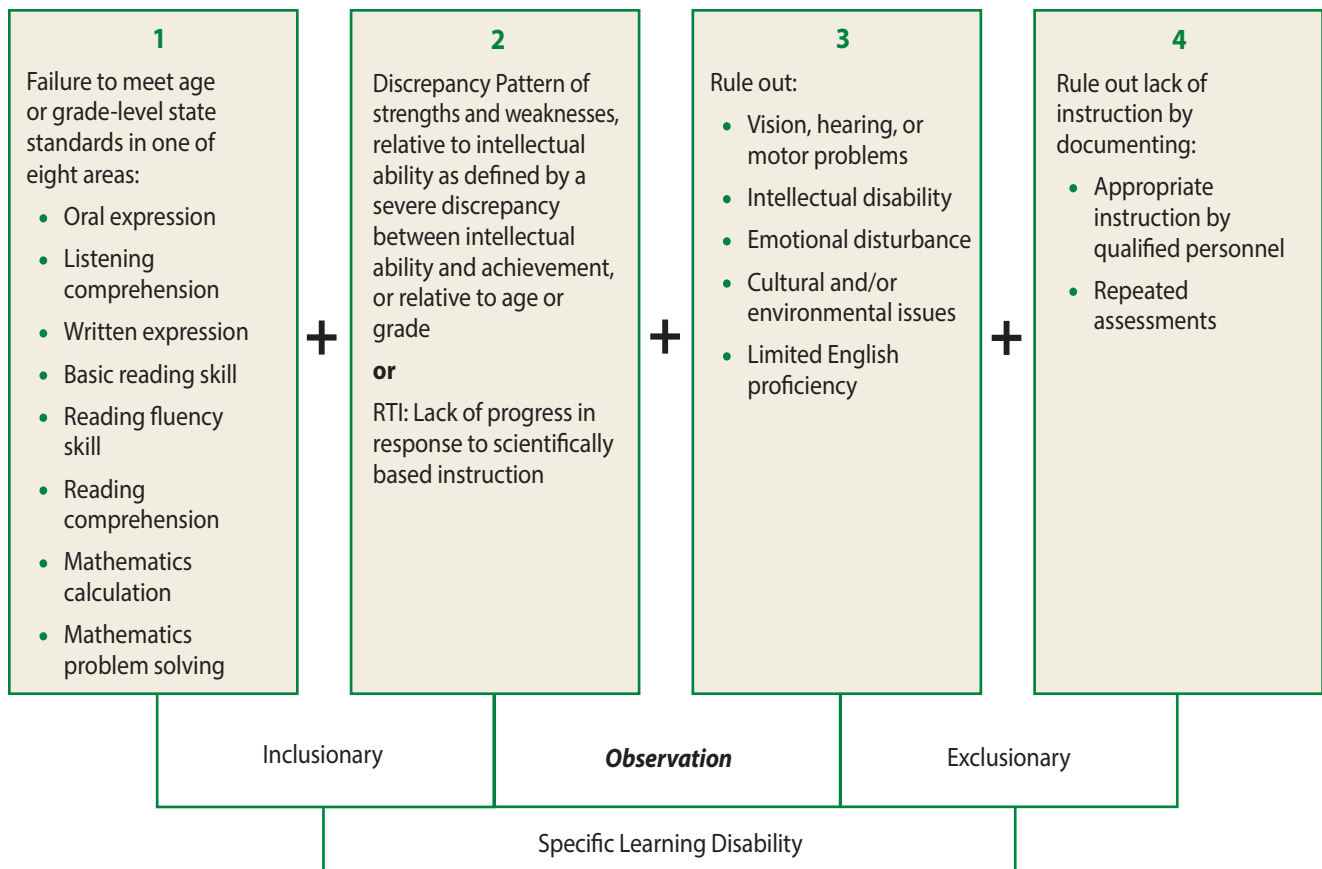 1
Failure to meet age
or grade-level state
standards in one of
eight areas:
• Oral expression
• Listening
comprehension
• Written expression
• Basic reading skill
• Reading fluency
skill
• Reading
comprehension
• Mathematics
calculation
• Mathematics
problem solving
+
2
Discrepancy Pattern of
strengths and weaknesses,
relative to intellectual
ability as defined by a
severe discrepancy
between intellectual
ability and achievement,
or relative to age or
grade
or
RTI: Lack of progress in
response to scientifically
based instruction
+
3
Rule out:
• Vision, hearing, or
motor problems
• Intellectual disability
• Emotional disturbance
• Cultural and/or
environmental issues
• Limited English
proficiency
+
4
Rule out lack of
instruction by
documenting:
• Appropriate
instruction by
qualified personnel
• Repeated
assessments
Inclusionary
Observation
Exclusionary
Specific Learning Disability